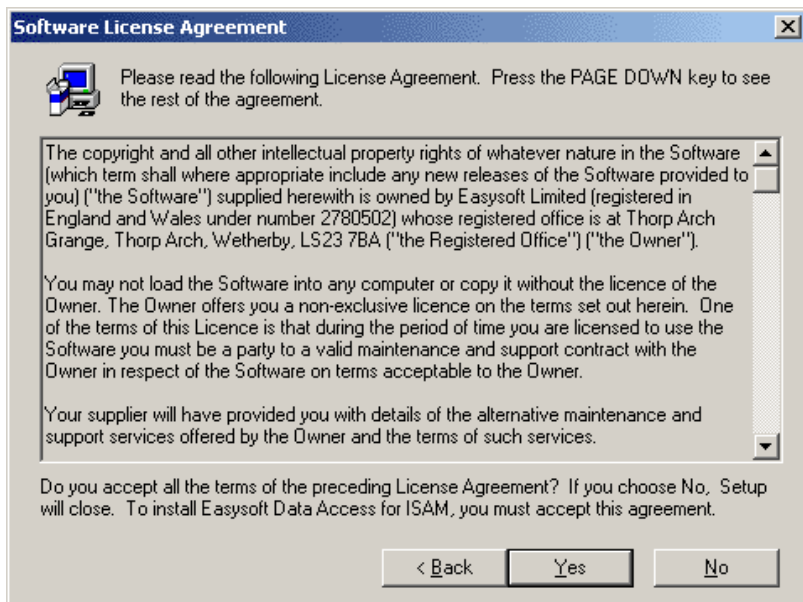 Software License Agreement
Please read the following License Agreement. Press the PAGE DOWN key to see
the rest of the agreement.
The copyright and all other intellectual property rights of whatever nature in the Software
(which term shall where appropriate include any new releases of the Software provided to
you) ("the Software") supplied herewith is owned by Easysoft Limited (registered in
England and Wales under number 2780502) whose registered office is at Thorp Arch
Grange, Thorp Arch, Wetherby, LS23 7BA ("the Registered Office") ("the Owner").
You may not load the Software into any computer or copy it without the licence of the
Owner. The Owner offers you a non-exclusive licence on the terms set out herein. One
of the terms of this Licence is that during the period of time you are licensed to use the
Software you must be a party to a valid maintenance and support contract with the
Owner in respect of the Software on terms acceptable to the Owner.
Your supplier will have provided you with details of the alternative maintenance and
support services offered by the Owner and the terms of such services.
Do you accept all the terms of the preceding License Agreement? If you choose No, Setup
will close. To install Easysoft Data Access for ISAM, you must accept this agreement.
< Back Yes No